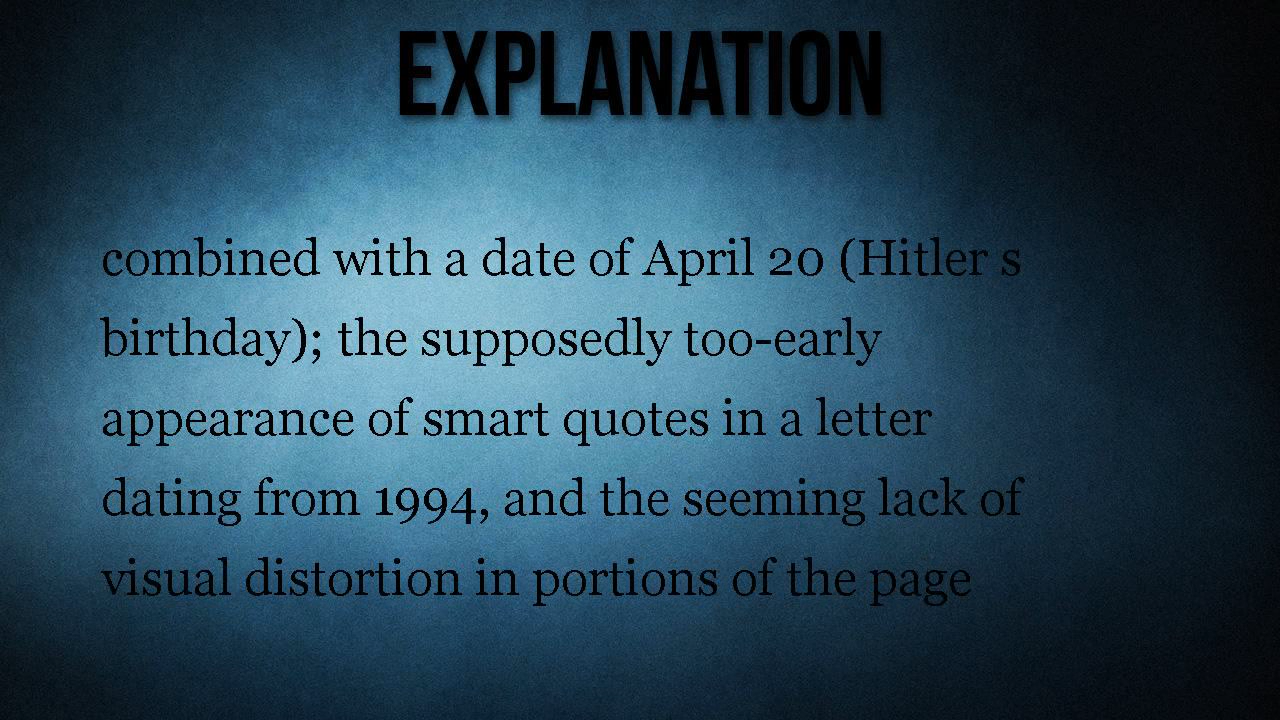 EXPLANATION
combined with a date of April 20 (Hitler s
birthday); the supposedly too-early
appearance of smart quotes in a letter
dating from 1994, and the seeming lack of
visual distortion in portions of the page